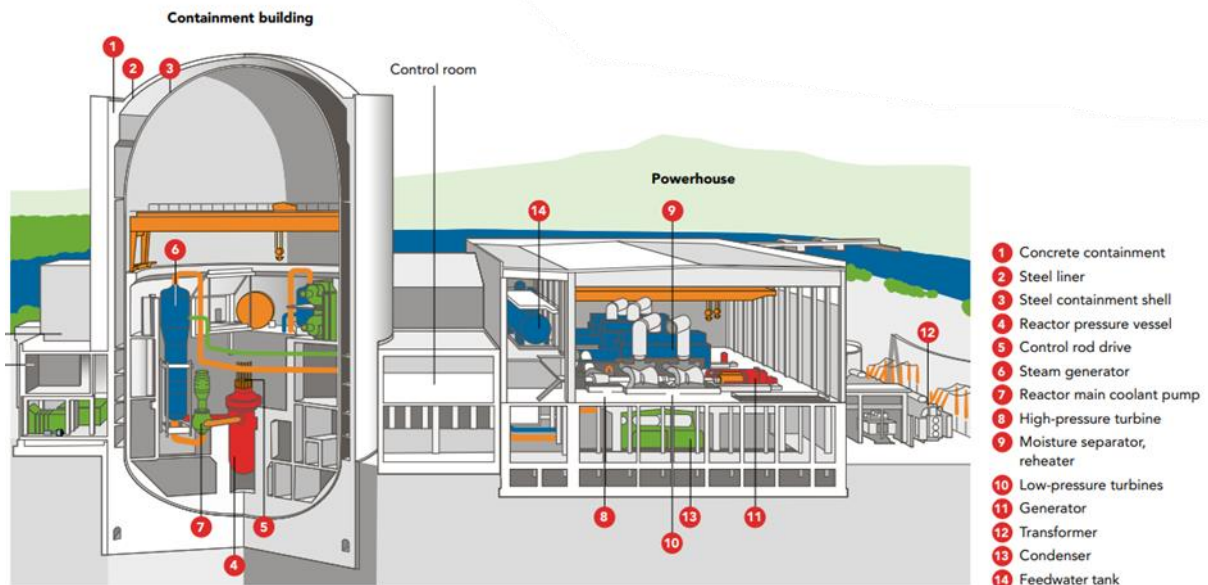 Containment building
1
2
3
Control room
Powerhouse
14
9
6
12
7
5
4
8
10
13
11
1 Concrete containment
2 Steel liner
3 Steel containment shell
4 Reactor pressure vessel
5 Control rod drive
6 Steam generator
7 Reactor main coolant pump
8 High-pressure turbine
9 Moisture separator,
reheater
10 Low-pressure turbines
11 Generator
12 Transformer
13 Condenser
14 Feedwater tank